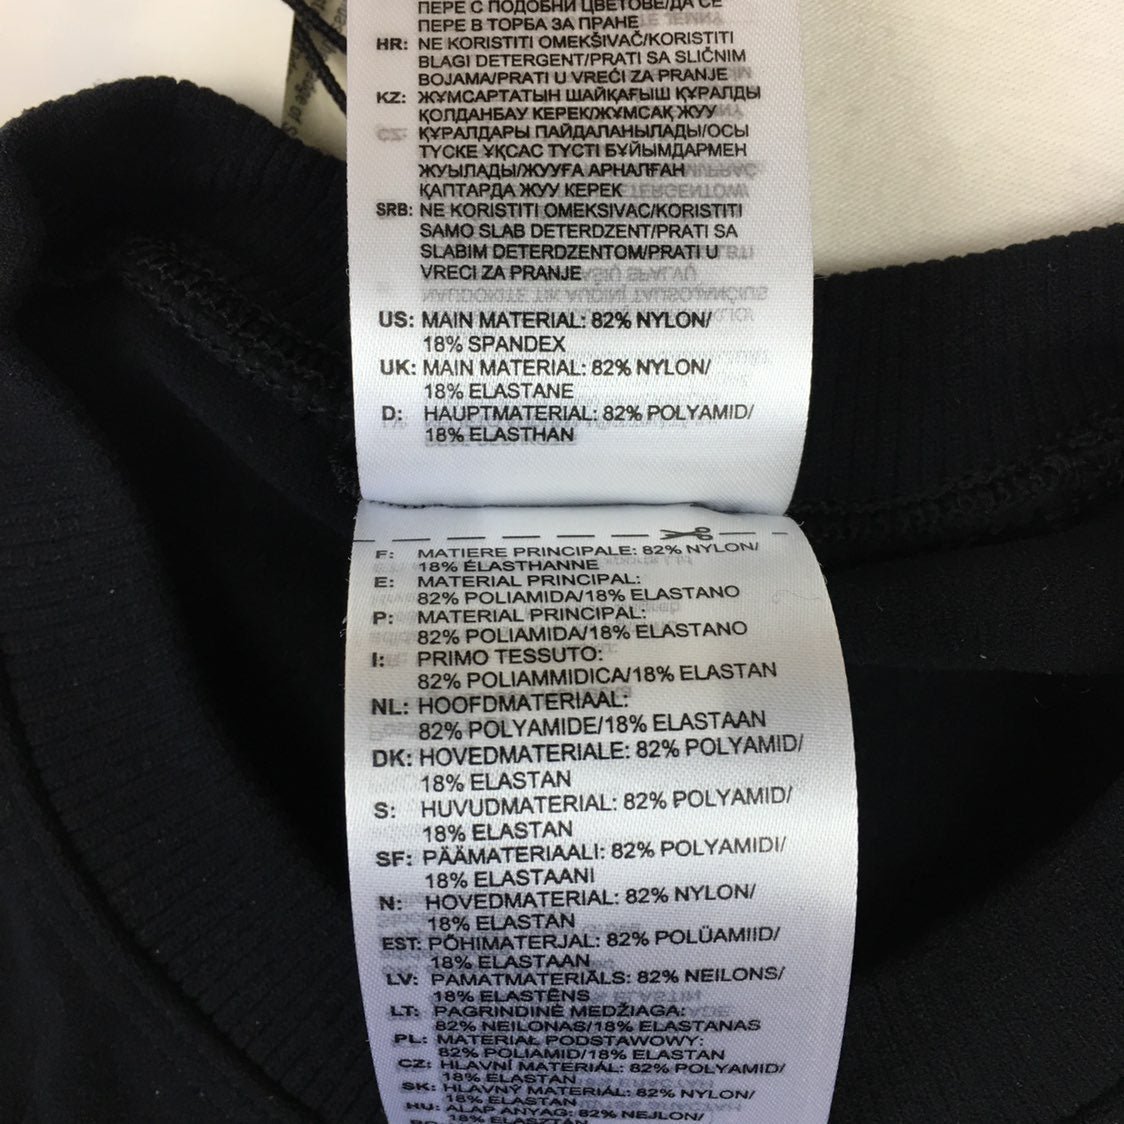 ПЕРЕ С ПОДОБНИ ЦВЕТОВЕ/ДА СЕ
ПЕРЕ В ТОРБА ЗА ПРАНЕ
HR: NE KORISTITI OMEKŠIVAČ/KORISTITI
BLAGI DETERGENT/PRATI SA SLIČNIM
BOJAMA/PRATI U VREĆI ZA PRANJE
KZ: ЖҰМСАРТАТЫН ШАЙҚАҒЫШ ҚҰРАЛДЫ
ҚОЛДАНБАУ КЕРЕК/ЖҰМСАҚ ЖУУ
ҚҰРАЛДАРЫ ПАЙДАЛАНЫЛАДЫ/ОСЫ
ТҮСКЕ ҰҚСАС ТҮСТІ БҰЙЫМДАРМЕН
ЖУЫЛАДЫ/ЖУУҒА АРНАЛҒАН
ҚАПТАРДА ЖУУ КЕРЕК
SRB: NE KORISTITI OMEKSIVAC/KORISTITI
SAMO SLAB DETERDZENT/PRATI SA
SLABIM DETERDZENTOM/PRATI U
VRECI ZA PRANJE
US: MAIN MATERIAL: 82% NYLON/
18% SPANDEX
UK: MAIN MATERIAL: 82% NYLON/
18% ELASTANE
D: HAUPTMATERIAL: 82% POLYAMID/
18% ELASTHAN
F: MATIERE PRINCIPALE: 82% NYLON/
18% ÉLASTHANNE
E: MATERIAL PRINCIPAL:
82% POLIAMIDA/18% ELASTANO
P: MATERIAL PRINCIPAL:
82% POLIAMIDA/18% ELASTANO
I: PRIMO TESSUTO:
82% POLIAMMIDICA/18% ELASTAN
NL: HOOFDMATERIAAL:
82% POLYAMIDE/18% ELASTAAN
DK: HOVEDMATERIALE: 82% POLYAMID/
18% ELASTAN
S: HUVUDMATERIAL: 82% POLYAMID/
18% ELASTAN
SF: PÄÄMATERIAALI: 82% POLYAMIDI/
18% ELASTAANI
N: HOVEDMATERIAL: 82% NYLON/
18% ELASTAN
EST: PÕHIMATERJAL: 82% POLÜAMIID/
18% ELASTAAN
LV: PAMATMATERIĀLS: 82% NEILONS/
18% ELASTĒNS
LT: PAGRINDINĖ MEDŽIAGA:
82% NEILONAS/18% ELASTANAS
PL: MATERIAŁ PODSTAWOWY:
82% POLIAMID/18% ELASTAN
CZ: HLAVNÍ MATERIÁL: 82% POLYAMID/
18% ELASTAN
SK: HLAVNÝ MATERIÁL: 82% NYLON/
18% ELASTAN
HU: ALAP ANYAG: 82% NEJLON/
18% ELASZTÁN